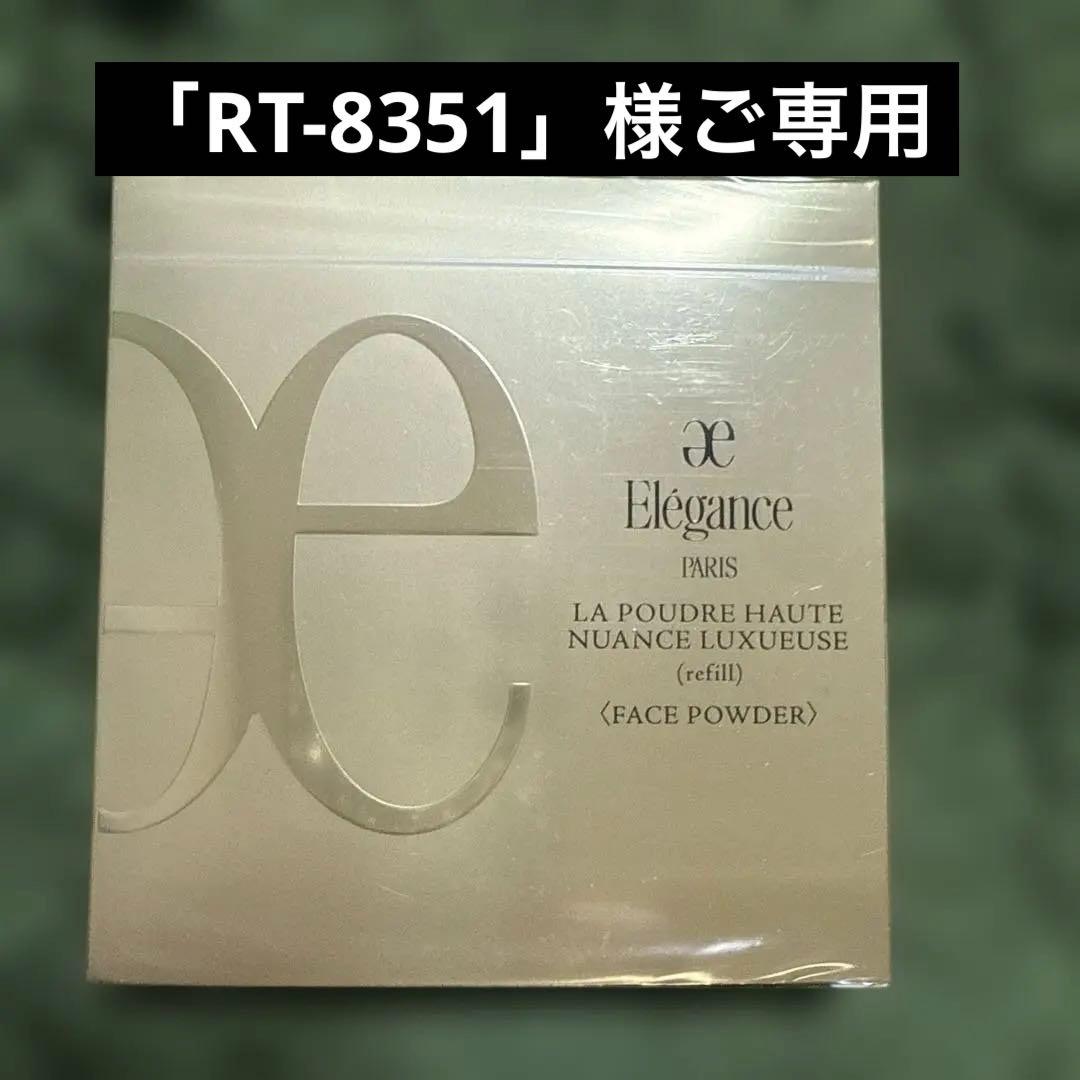 「RT-8351」様ご専用
æ
Elégance
PARIS
LA POUDRE HAUTE
NUANCE LUXUEUSE
(refill)
〈FACE POWDER〉